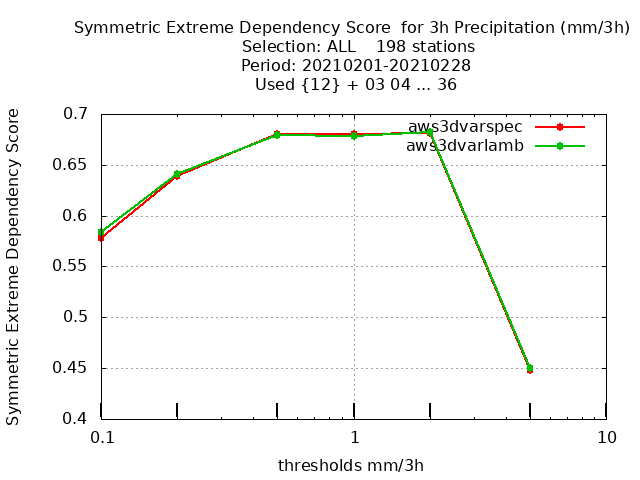 Symmetric Extreme Dependency Score  for 3h Precipitation (mm/3h)
Selection: ALL    198 stations
Period: 20210201-20210228
Used {12} + 03 04 ... 36
Symmetric Extreme Dependency Score
0.7
0.65
0.6
0.55
0.5
0.45
0.4
aws3dvarspec
aws3dvarlamb
0.1
1
10
thresholds mm/3h